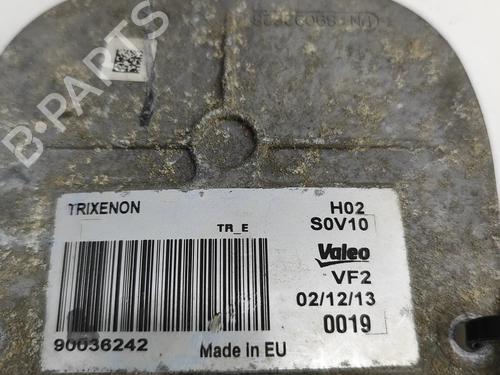 B-PARTS
TRIXENON
H02
S0V10
TR_E
Valeo
VF2
02/12/13
0019
90036242
Made in EU